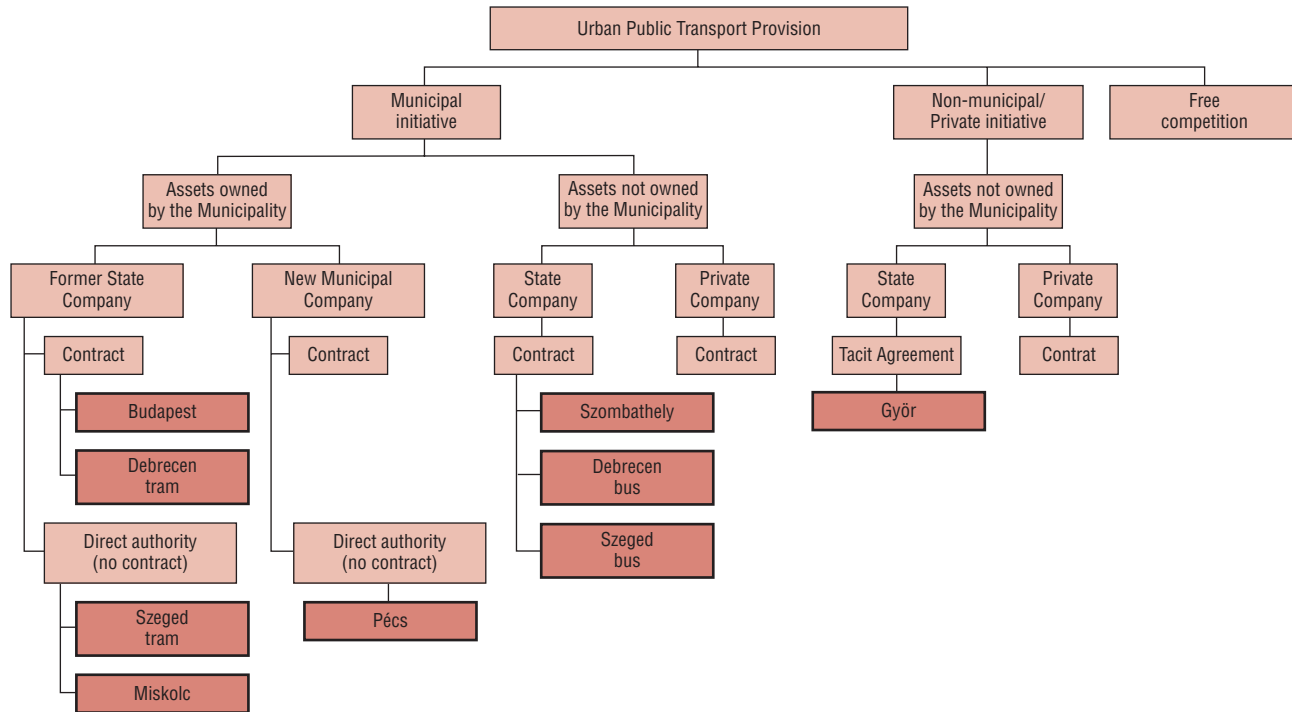 Urban Public Transport Provision
Municipal
initiative
Non-municipal/
Private initiative
Free
competition
Assets owned
by the Municipality
Assets not owned
by the Municipality
Assets not owned
by the Municipality
Former State
Company
New Municipal
Company
State
Company
Private
Company
State
Company
Private
Company
Contract
Contract
Contract
Contract
Tacit Agreement
Contrat
Budapest
Szombathely
Györ
Debrecen
tram
Debrecen
bus
Direct authority
(no contract)
Direct authority
(no contract)
Szeged
bus
Szeged
tram
Pécs
Miskolc